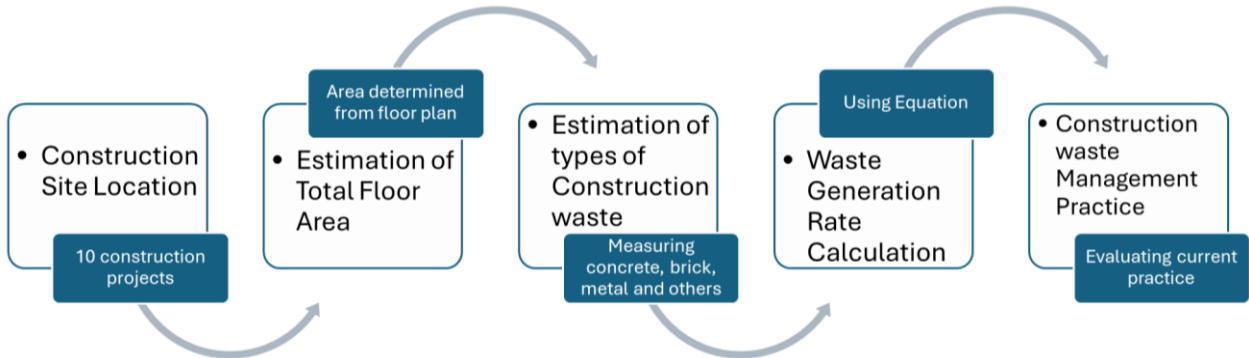 • Construction
Site Location
10 construction
projects
Area determined
from floor plan
• Estimation of
Total Floor
Area
• Estimation of
types of
Construction
waste
Measuring
concrete, brick,
metal and others
Using Equation
• Waste
Generation
Rate
Calculation
• Construction
waste
Management
Practice
Evaluating current
practice